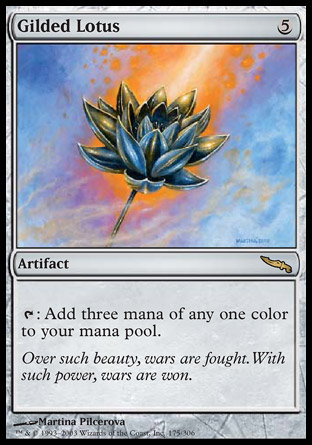 Gilded Lotus 5
Artifact
: Add three mana of any one color
to your mana pool.
Over such beauty, wars are fought. With
such power, wars are won.
Martina Pilcerova
™ & © 1993–2003 Wizards of the Coast, Inc. 175/306